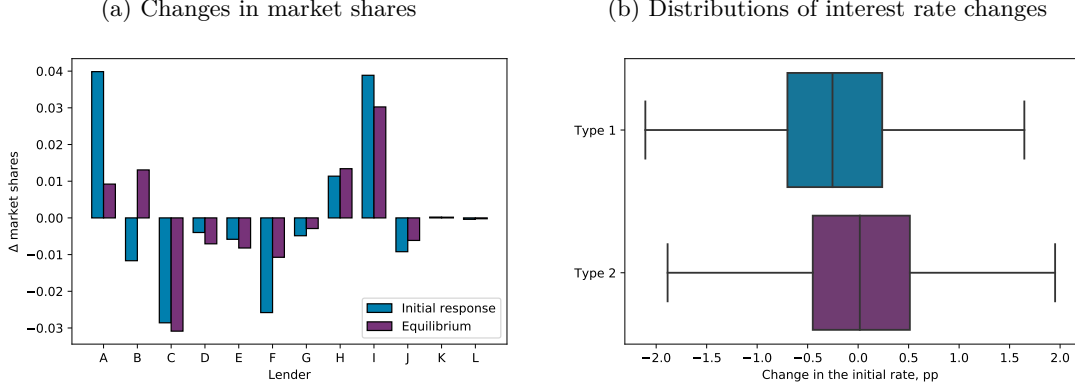 (a) Changes in market shares
0.04
0.03
0.02
0.01
0.00
−0.01
−0.02
−0.03
Δ market shares
A B C D E F G H I J K L
Lender
Initial response
Equilibrium
(b) Distributions of interest rate changes
Type 1
Type 2
−2.0 −1.5 −1.0 −0.5 0.0 0.5 1.0 1.5 2.0
Change in the initial rate, pp